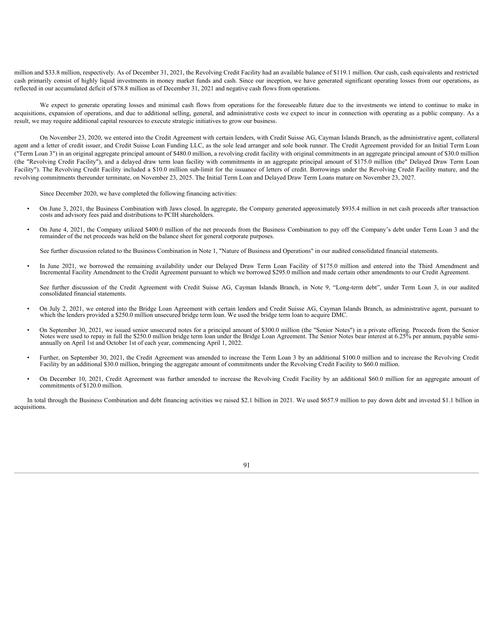 million and $33.8 million, respectively. As of December 31, 2021, the Revolving Credit Facility had an available balance of $119.1 million. Our cash, cash equivalents and restricted
cash primarily consist of highly liquid investments in money market funds and cash. Since our inception, we have generated significant operating losses from our operations, as
reflected in our accumulated deficit of $78.8 million as of December 31, 2021 and negative cash flows from operations.
We expect to generate operating losses and minimal cash flows from operations for the foreseeable future due to the investments we intend to continue to make in
acquisitions, expansion of operations, and due to additional selling, general, and administrative costs we expect to incur in connection with operating as a public company. As a
result, we may require additional capital resources to execute strategic initiatives to grow our business.
On November 23, 2020, we entered into the Credit Agreement with certain lenders, with Credit Suisse AG, Cayman Islands Branch, as the administrative agent, collateral
agent and a letter of credit issuer, and Credit Suisse Loan Funding LLC, as the sole lead arranger and sole book runner. The Credit Agreement provided for an Initial Term Loan
("Term Loan 3") in an original aggregate principal amount of $480.0 million, a revolving credit facility with original commitments in an aggregate principal amount of $30.0 million
(the "Revolving Credit Facility"), and a delayed draw term loan facility with commitments in an aggregate principal amount of $175.0 million (the" Delayed Draw Term Loan
Facility"). The Revolving Credit Facility included a $10.0 million sub-limit for the issuance of letters of credit. Borrowings under the Revolving Credit Facility mature, and the
revolving commitments thereunder terminate, on November 23, 2025. The Initial Term Loan and Delayed Draw Term Loans mature on November 23, 2027.
Since December 2020, we have completed the following financing activities:
• On June 3, 2021, the Business Combination with Jaws closed. In aggregate, the Company generated approximately $935.4 million in net cash proceeds after transaction
costs and advisory fees paid and distributions to PCIH shareholders.
• On June 4, 2021, the Company utilized $400.0 million of the net proceeds from the Business Combination to pay off the Company's debt under Term Loan 3 and the
remainder of the net proceeds was held on the balance sheet for general corporate purposes.
See further discussion related to the Business Combination in Note 1, "Nature of Business and Operations" in our audited consolidated financial statements.
• In June 2021, we borrowed the remaining availability under our Delayed Draw Term Loan Facility of $175.0 million and entered into the Third Amendment and
Incremental Facility Amendment to the Credit Agreement pursuant to which we borrowed $295.0 million and made certain other amendments to our Credit Agreement.
See further discussion of the Credit Agreement with Credit Suisse AG, Cayman Islands Branch, in Note 9, “Long-term debt”, under Term Loan 3, in our audited
consolidated financial statements.
• On July 2, 2021, we entered into the Bridge Loan Agreement with certain lenders and Credit Suisse AG, Cayman Islands Branch, as administrative agent, pursuant to
which the lenders provided a $250.0 million unsecured bridge term loan. We used the bridge term loan to acquire DMC.
• On September 30, 2021, we issued senior unsecured notes for a principal amount of $300.0 million (the "Senior Notes") in a private offering. Proceeds from the Senior
Notes were used to repay in full the $250.0 million bridge term loan under the Bridge Loan Agreement. The Senior Notes bear interest at 6.25% per annum, payable semi-
annually on April 1st and October 1st of each year, commencing April 1, 2022.
• Further, on September 30, 2021, the Credit Agreement was amended to increase the Term Loan 3 by an additional $100.0 million and to increase the Revolving Credit
Facility by an additional $30.0 million, bringing the aggregate amount of commitments under the Revolving Credit Facility to $60.0 million.
• On December 10, 2021, Credit Agreement was further amended to increase the Revolving Credit Facility by an additional $60.0 million for an aggregate amount of
commitments of $120.0 million.
In total through the Business Combination and debt financing activities we raised $2.1 billion in 2021. We used $657.9 million to pay down debt and invested $1.1 billion in
acquisitions.
91